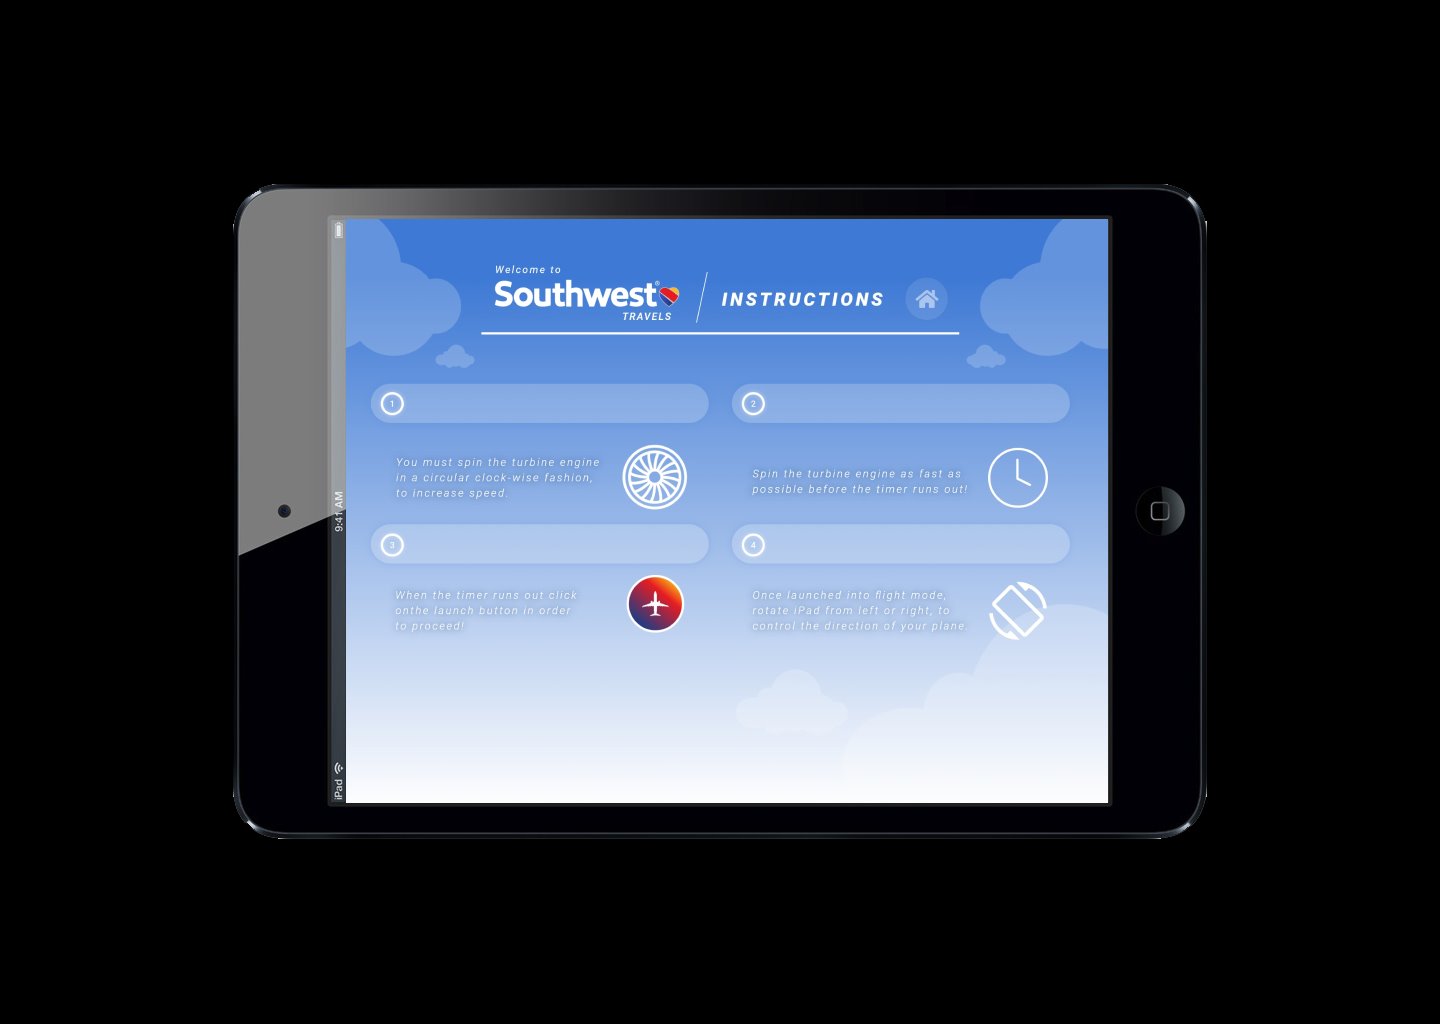 Welcome to
Southwest®
TRAVELS
INSTRUCTIONS
1
You must spin the turbine engine
in a circular clock-wise fashion,
to increase speed.
2
Spin the turbine engine as fast as
possible before the timer runs out!
3
When the timer runs out click
onthe launch button in order
to proceed!
4
Once launched into flight mode,
rotate iPad from left or right, to
control the direction of your plane.
iPad
9:41 AM